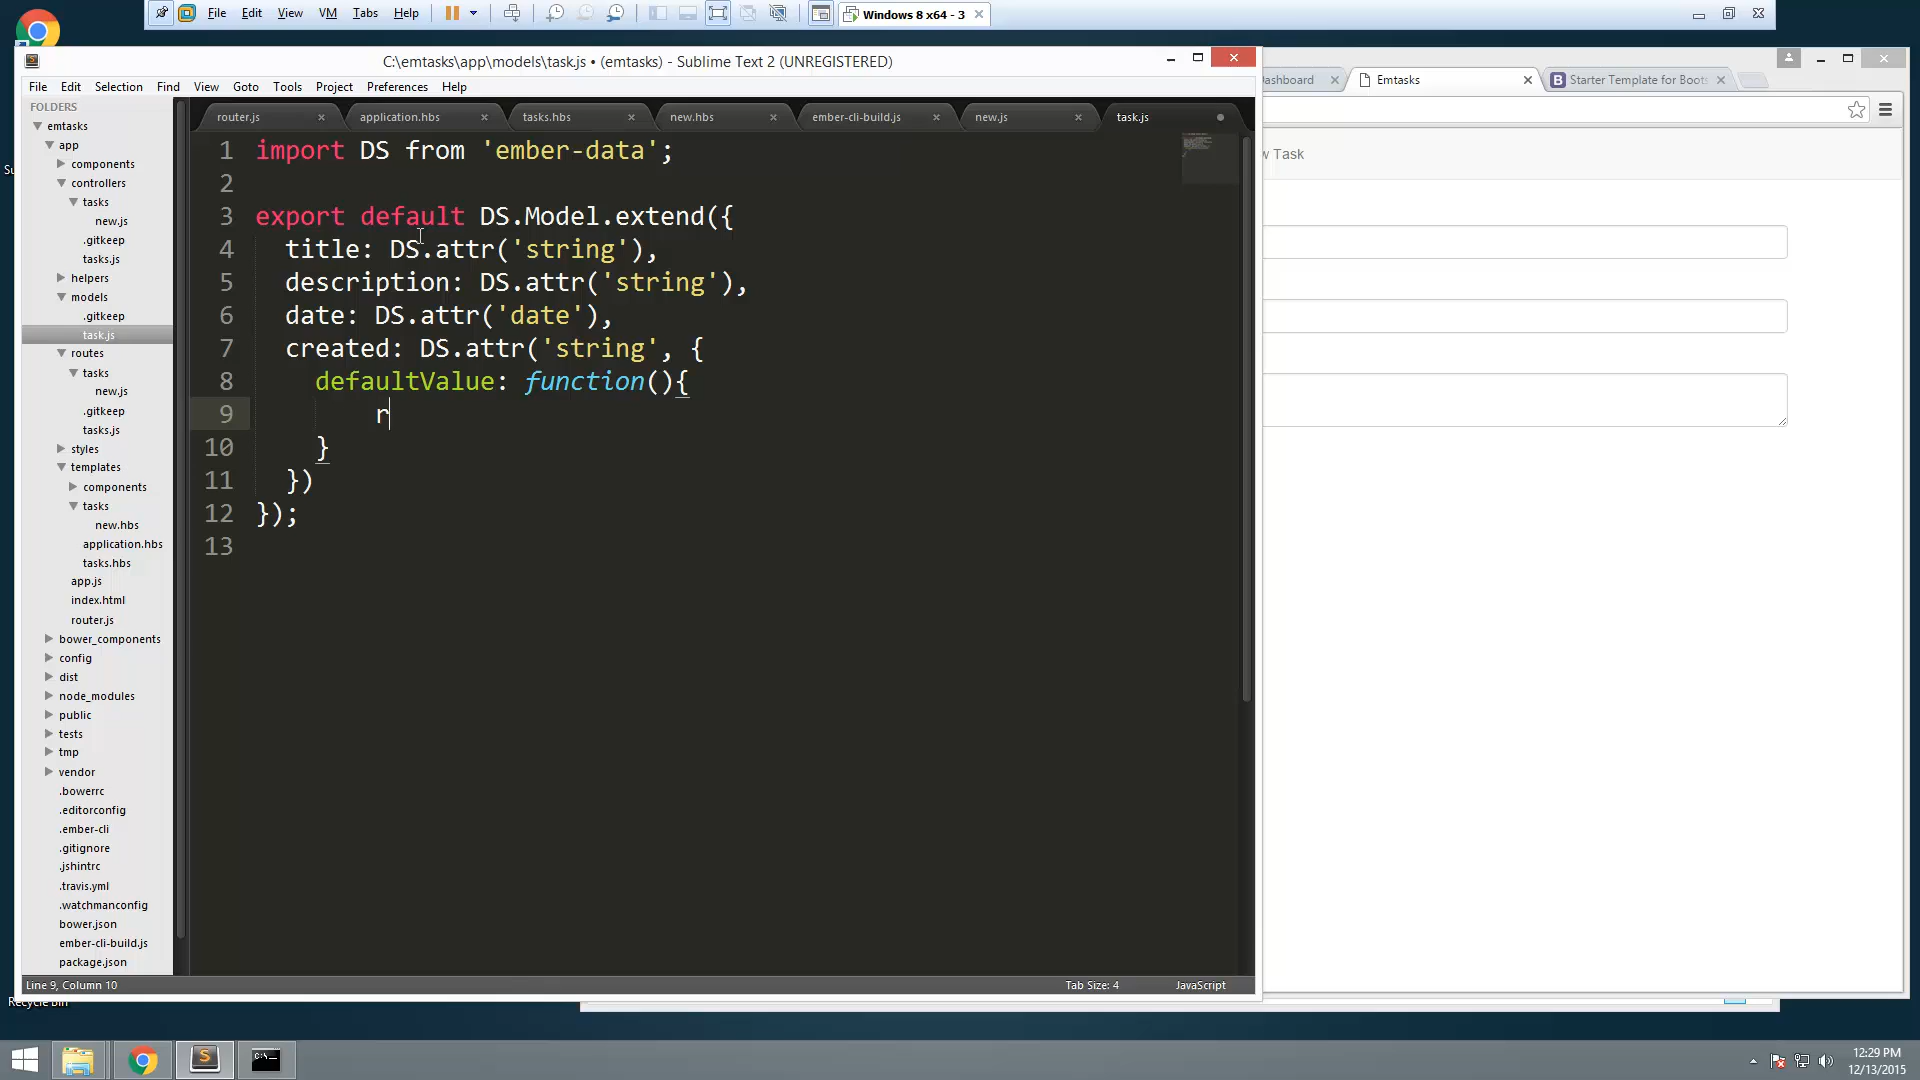 File Edit View VM Tabs Help
Windows 8 x64 - 3
C:\emtasks\app\models\task.js • (emtasks) - Sublime Text 2 (UNREGISTERED)
File Edit Selection Find View Goto Tools Project Preferences Help
Dashboard
Emtasks
Starter Template for Boots
FOLDERS
emtasks
app
components
controllers
tasks
new.js
.gitkeep
tasks.js
helpers
models
.gitkeep
task.js
routes
tasks
new.js
.gitkeep
tasks.js
styles
templates
components
tasks
new.hbs
application.hbs
tasks.hbs
app.js
index.html
router.js
bower_components
config
dist
node_modules
public
tests
tmp
vendor
.bowerrc
.editorconfig
.ember-cli
.gitignore
.jshintrc
.travis.yml
.watchmanconfig
bower.json
ember-cli-build.js
package.json
router.js application.hbs tasks.hbs new.hbs ember-cli-build.js new.js task.js
1 import DS from 'ember-data';
2
3 export default DS.Model.extend({
4 title: DS.attr('string'),
5 description: DS.attr('string'),
6 date: DS.attr('date'),
7 created: DS.attr('string', {
8 defaultValue: function(){
9 r
10 }
11 })
12 });
13
Task
Line 9, Column 10
Tab Size: 4
JavaScript
12:29 PM
12/13/2015